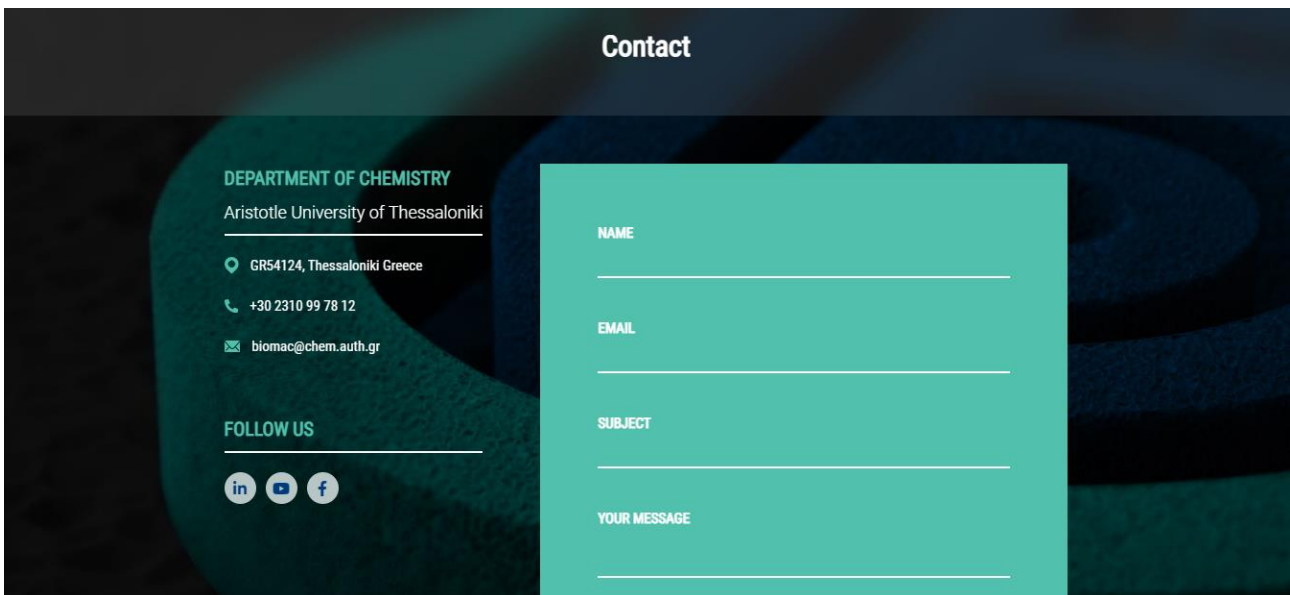 Contact
DEPARTMENT OF CHEMISTRY
Aristotle University of Thessaloniki
GR54124, Thessaloniki Greece
+30 2310 99 78 12
biomac@chem.auth.gr
FOLLOW US
in
f
NAME
EMAIL
SUBJECT
YOUR MESSAGE